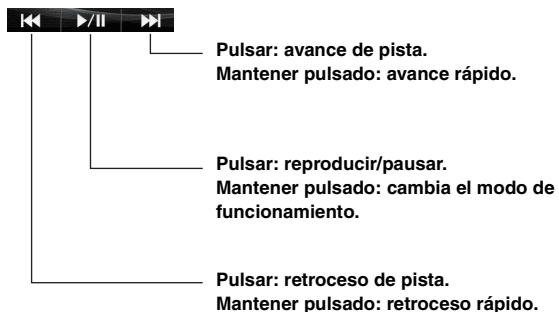 Pulsar: avance de pista.
Mantener pulsado: avance rápido.
Pulsar: reproducir/pausar.
Mantener pulsado: cambia el modo de
funcionamiento.
Pulsar: retroceso de pista.
Mantener pulsado: retroceso rápido.